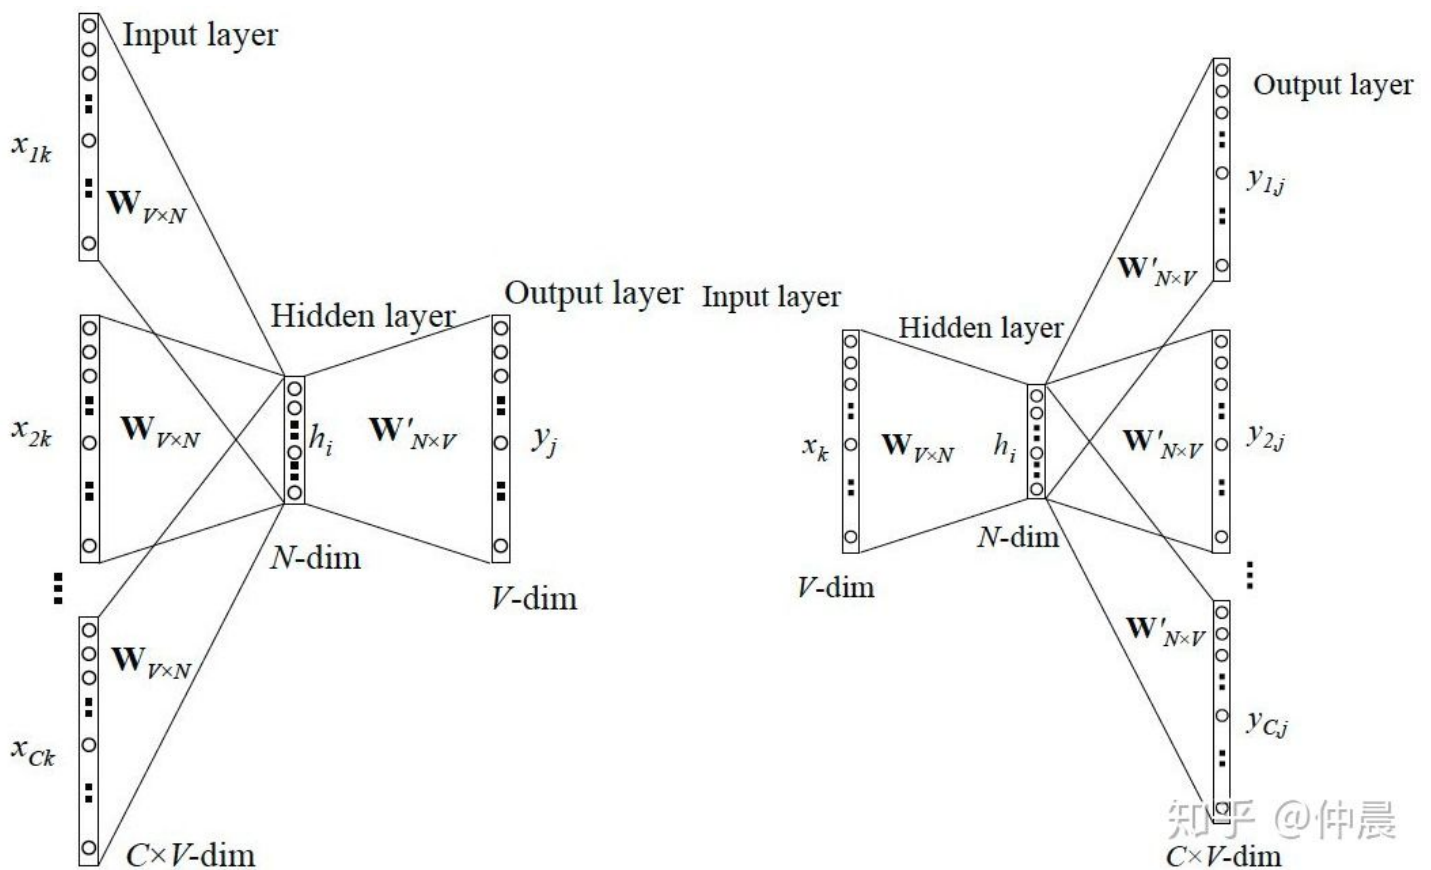 Input layer
x1k
WV×N
Hidden layer
Output layer
x2k
WV×N
hi
W'N×V
yj
N-dim
V-dim
WV×N
xCk
C×V-dim
Input layer
Hidden layer
Output layer
y1,j
W'N×V
xk
WV×N
hi
W'N×V
y2,j
N-dim
V-dim
W'N×V
yC,j
知乎 @仲晨
C×V-dim